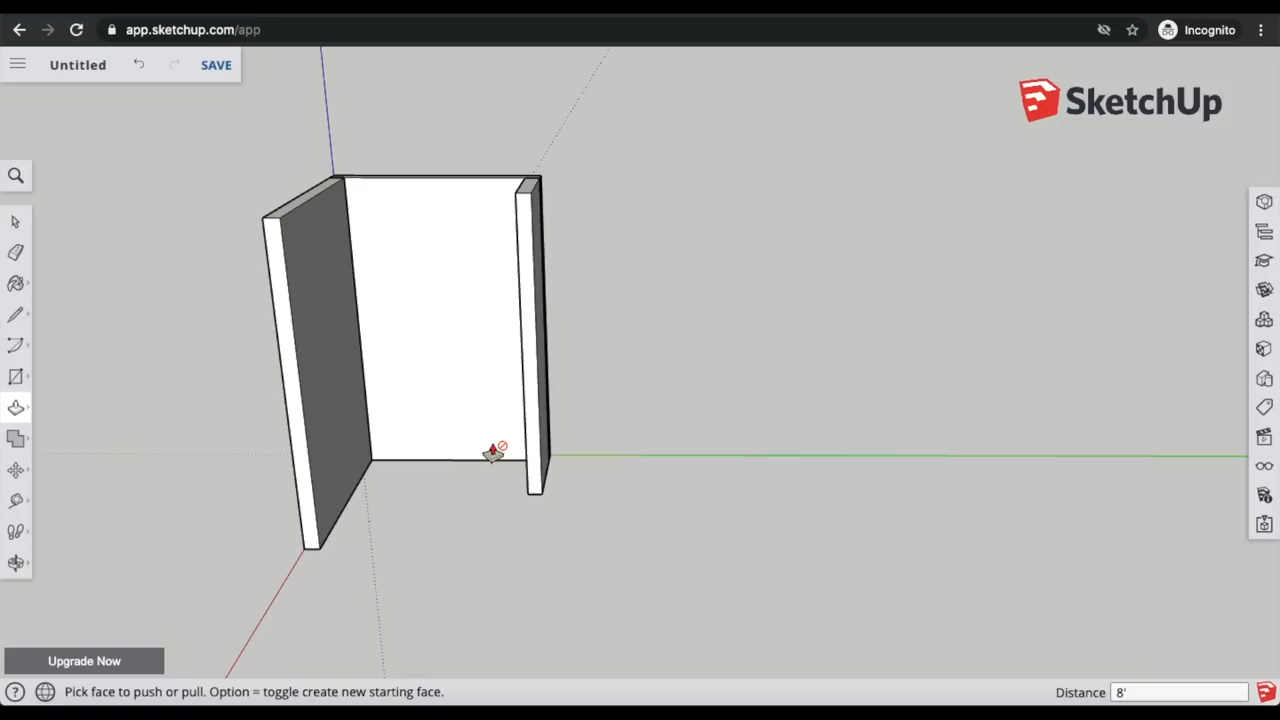 app.sketchup.com/app
Incognito
Untitled
SAVE
SketchUp
Upgrade Now
Pick face to push or pull. Option = toggle create new starting face.
Distance 8'